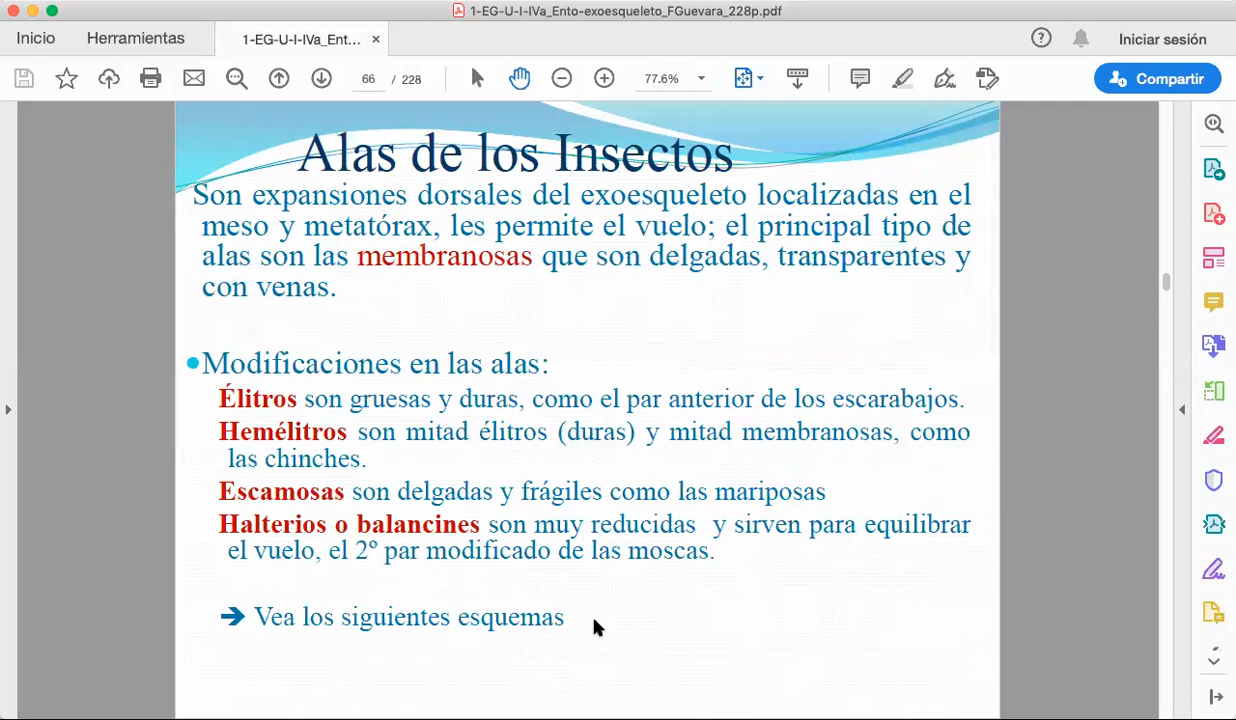 1-EG-U-I-IVa_Ento-exoesqueleto_FGuevara_228p.pdf
Inicio
Herramientas
1-EG-U-I-IVa_Ent...
Iniciar sesión
66 / 228
77.6%
Compartir
Alas de los Insectos
Son expansiones dorsales del exoesqueleto localizadas en el
meso y metatórax, les permite el vuelo; el principal tipo de
alas son las membranosas que son delgadas, transparentes y
con venas.
Modificaciones en las alas:
Élitros son gruesas y duras, como el par anterior de los escarabajos.
Hemélitros son mitad élitros (duras) y mitad membranosas, como
las chinches.
Escamosas son delgadas y frágiles como las mariposas
Halterios o balancines son muy reducidas y sirven para equilibrar
el vuelo, el 2º par modificado de las moscas.
➔ Vea los siguientes esquemas